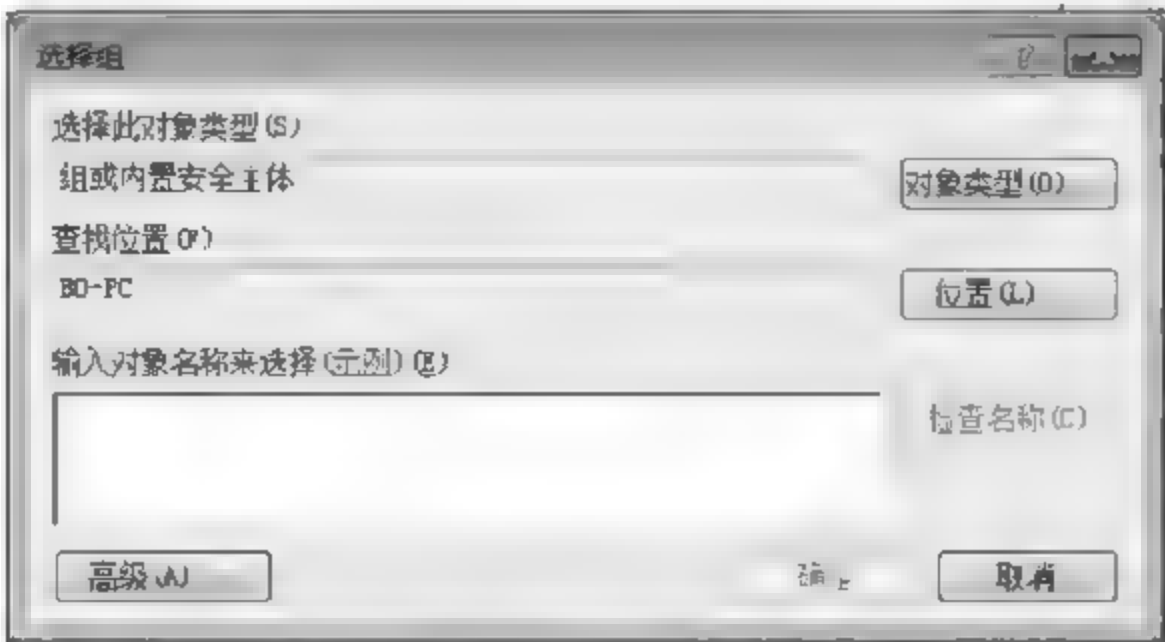 选择组
选择此对象类型(S)
组或内置安全主体
对象类型(O)
查找位置(F)
BO-PC
位置(L)
输入对象名称来选择(示例)(E)
检查名称(C)
高级(A)
取消